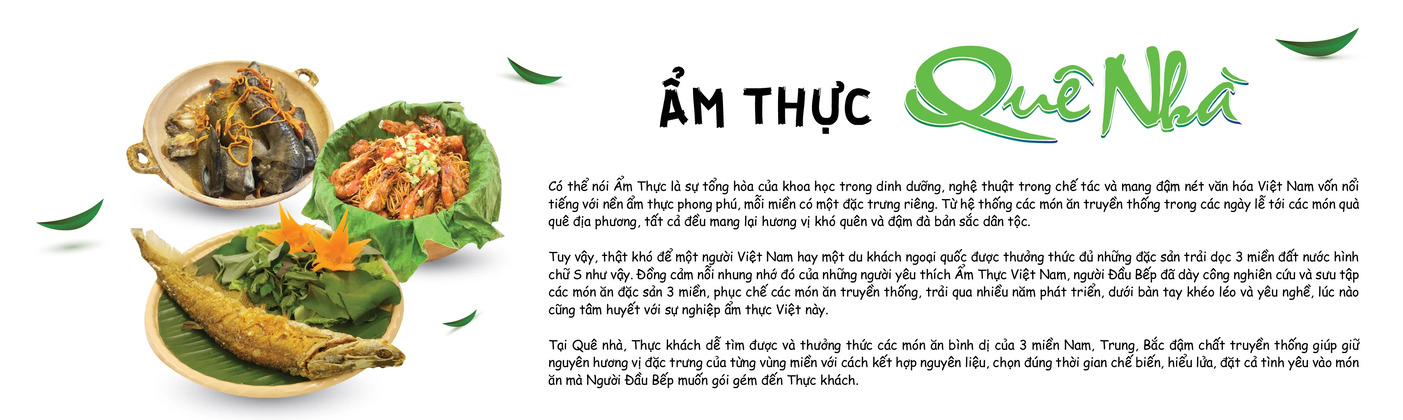 ẨM THỰC Quê Nhà
Có thể nói Ẩm Thực là sự tổng hòa của khoa học trong dinh dưỡng, nghệ thuật trong chế tác và mang đậm nét văn hóa Việt Nam vốn nổi
tiếng với nền ẩm thực phong phú, mỗi miền có một đặc trưng riêng. Từ hệ thống các món ăn truyền thống trong các ngày lễ tới các món quà
quê địa phương, tất cả đều mang lại hương vị khó quên và đậm đà bản sắc dân tộc.
Tuy vậy, thật khó để một người Việt Nam hay một du khách ngoại quốc được thưởng thức đủ những đặc sản trải dọc 3 miền đất nước hình
chữ S như vậy. Đồng cảm nỗi nhung nhớ đó của những người yêu thích Ẩm Thực Việt Nam, người Đầu Bếp đã dày công nghiên cứu và sưu tập
các món ăn đặc sản 3 miền, phục chế các món ăn truyền thống, trải qua nhiều năm phát triển, dưới bàn tay khéo léo và yêu nghề, lúc nào
cũng tâm huyết với sự nghiệp ẩm thực Việt này.
Tại Quê nhà, Thực khách dễ tìm được và thưởng thức các món ăn bình dị của 3 miền Nam, Trung, Bắc đậm chất truyền thống giúp giữ
nguyên hương vị đặc trưng của từng vùng miền với cách kết hợp nguyên liệu, chọn đúng thời gian chế biến, hiểu lửa, đặt cả tình yêu vào món
ăn mà Người Đầu Bếp muốn gói gém đến Thực khách.